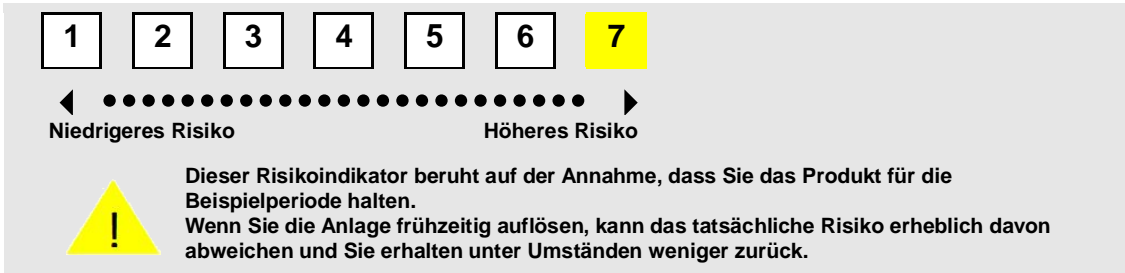 1 2 3 4 5 6 7
Niedrigeres Risiko Höheres Risiko
Dieser Risikoindikator beruht auf der Annahme, dass Sie das Produkt für die
Beispielperiode halten.
Wenn Sie die Anlage frühzeitig auflösen, kann das tatsächliche Risiko erheblich davon
abweichen und Sie erhalten unter Umständen weniger zurück.
!